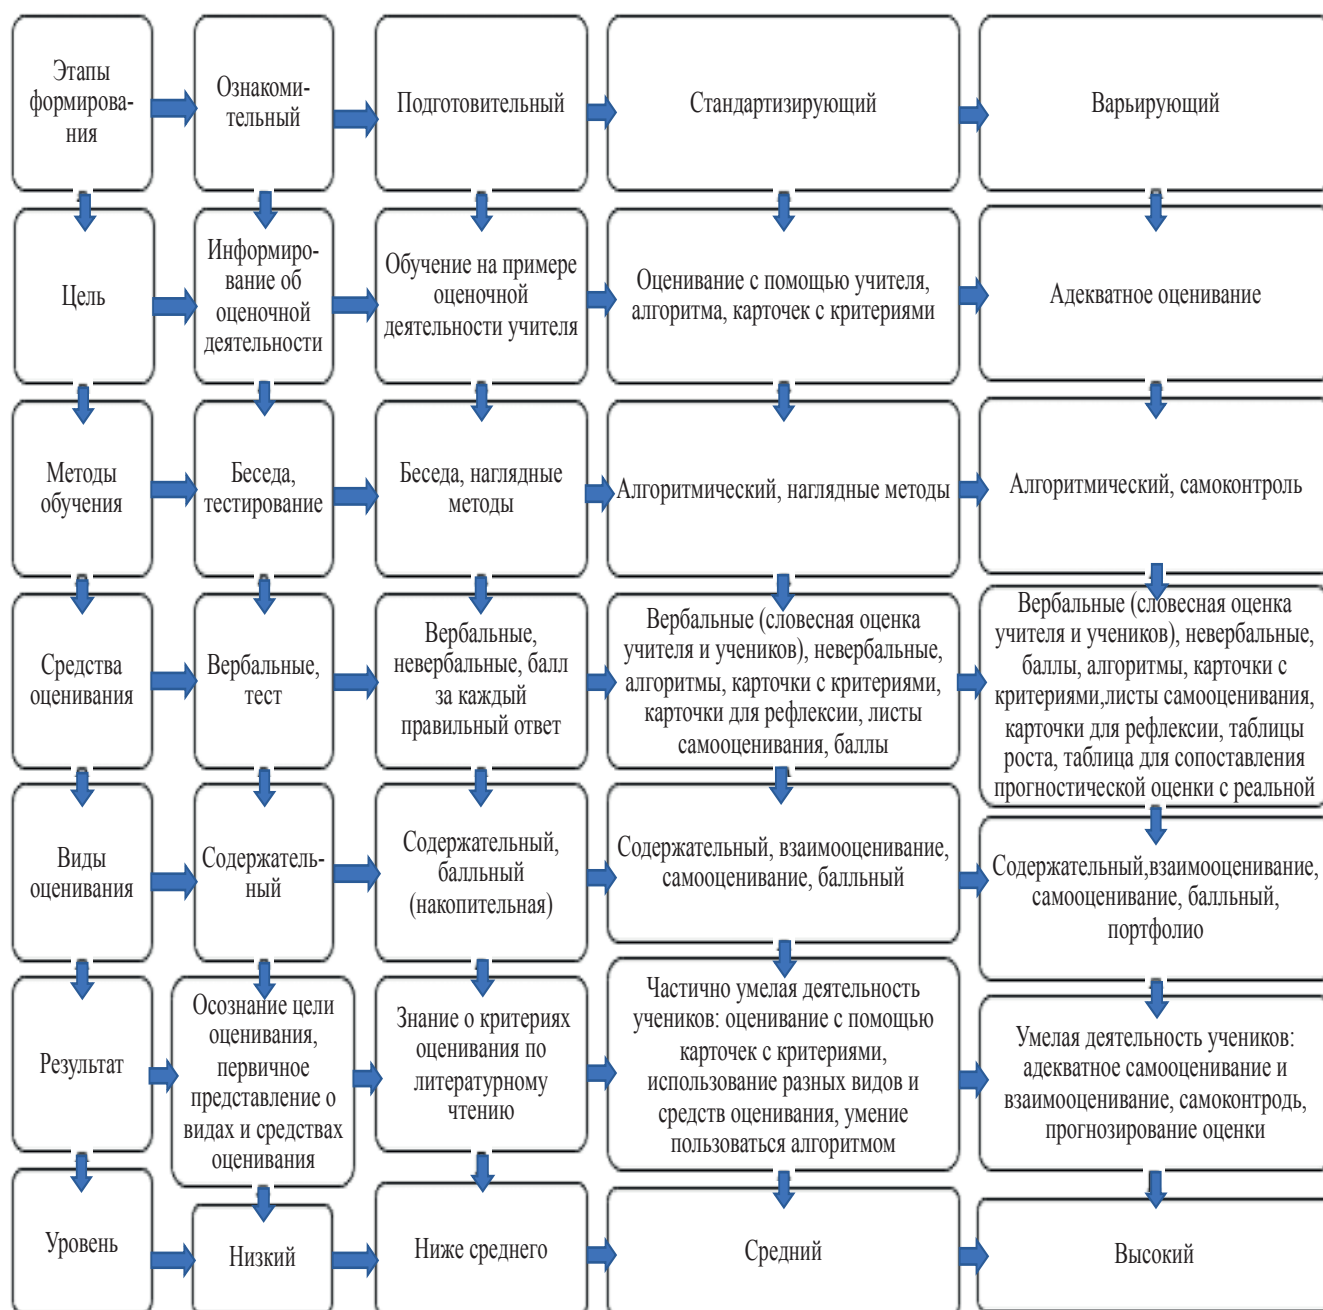 Этапы
формирова-
ния
Ознакоми-
тельный
Подготовительный
Стандартизирующий
Варьирующий
Цель
Информиро-
вание об
оценочной
деятельности
Обучение на примере
оценочной
деятельности учителя
Оценивание с помощью учителя,
алгоритма, карточек с критериями
Адекватное оценивание
Методы
обучения
Беседа,
тестирование
Беседа, наглядные
методы
Алгоритмический, наглядные методы
Алгоритмический, самоконтроль
Средства
оценивания
Вербальные,
тест
Вербальные,
невербальные, балл
за каждый
правильный ответ
Вербальные (словесная оценка
учителя и учеников), невербальные,
алгоритмы, карточки с критериями,
карточки для рефлексии, листы
самооценивания, баллы
Вербальные (словесная оценка
учителя и учеников), невербальные,
баллы, алгоритмы, карточки с
критериями,листы самооценивания,
карточки для рефлексии, таблицы
роста, таблица для сопоставления
прогностической оценки с реальной
Виды
оценивания
Содержатель-
ный
Содержательный,
балльный
(накопительная)
Содержательный, взаимооценивание,
самооценивание, балльный
Содержательный,взаимооценивание,
самооценивание, балльный,
портфолио
Результат
Осознание цели
оценивания,
первичное
представление о
видах и средствах
оценивания
Знание о критериях
оценивания по
литературному
чтению
Частично умелая деятельность
учеников: оценивание с помощью
карточек с критериями,
использование разных видов и
средств оценивания, умение
пользоваться алгоритмом
Умелая деятельность учеников:
адекватное самооценивание и
взаимооценивание, самоконтродь,
прогнозирование оценки
Уровень
Низкий
Ниже среднего
Средний
Высокий